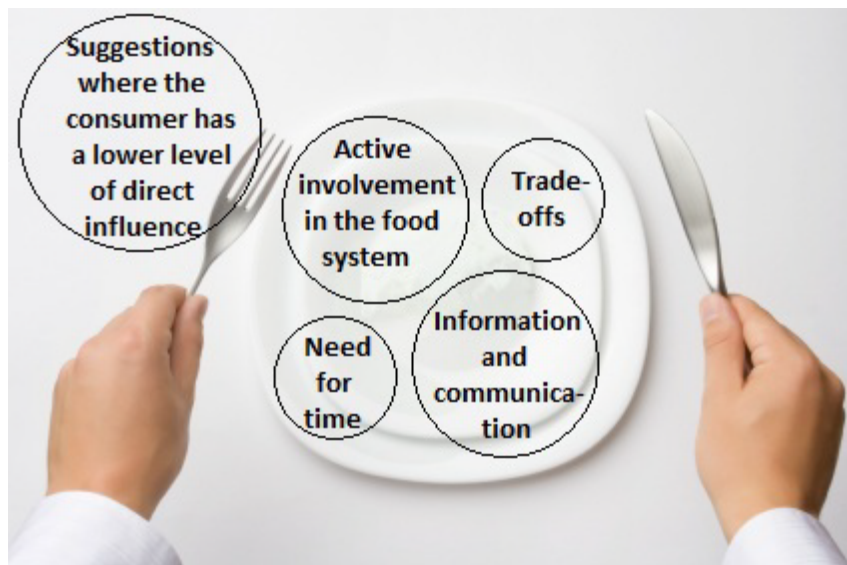 Suggestions
where the
consumer has
a lower level
of direct
influence
Active
involvement
in the food
system
Trade-
offs
Need
for
time
Information
and
communica-
tion